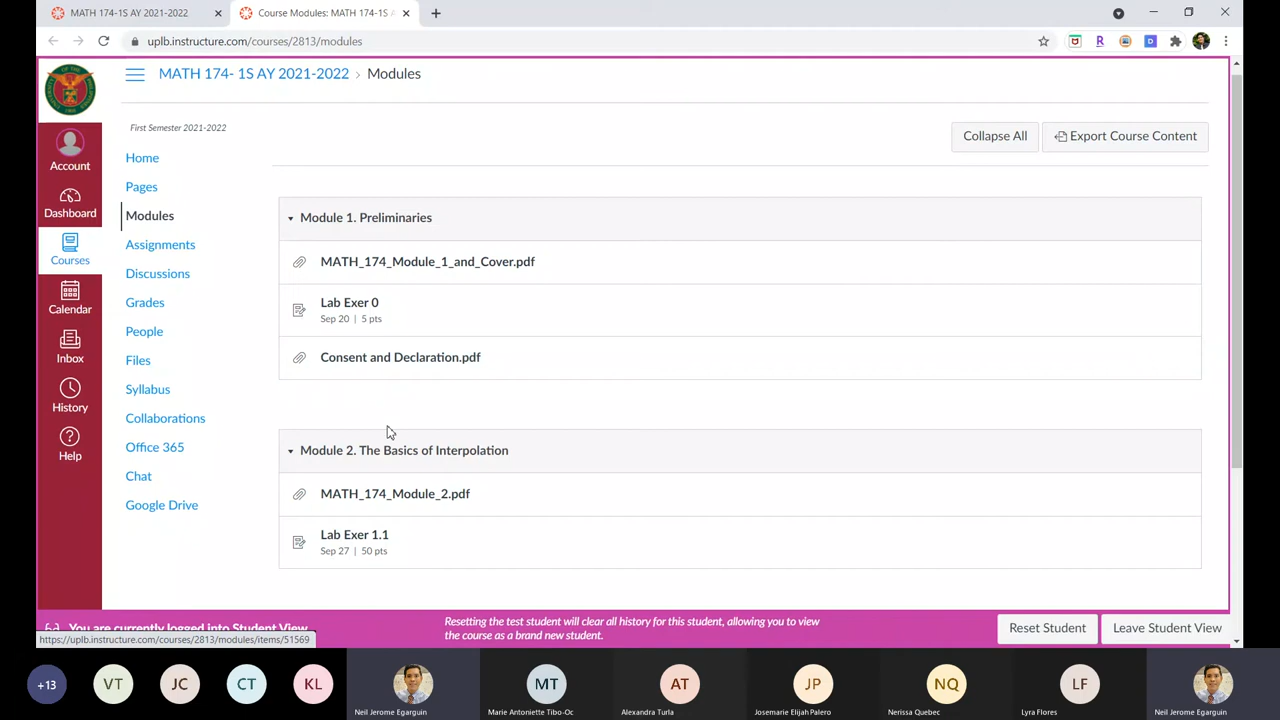 MATH 174-1S AY 2021-2022
Course Modules: MATH 174-1S A
uplb.instructure.com/courses/2813/modules
MATH 174- 1S AY 2021-2022 › Modules
First Semester 2021-2022
Collapse All
Export Course Content
Account
Dashboard
Courses
Calendar
Inbox
History
Help
Home
Pages
Modules
Assignments
Discussions
Grades
People
Files
Syllabus
Collaborations
Office 365
Chat
Google Drive
Module 1. Preliminaries
MATH_174_Module_1_and_Cover.pdf
Lab Exer 0
Sep 20 | 5 pts
Consent and Declaration.pdf
Module 2. The Basics of Interpolation
MATH_174_Module_2.pdf
Lab Exer 1.1
Sep 27 | 50 pts
You are currently logged into Student View
Resetting the test student will clear all history for this student, allowing you to view
the course as a brand new student.
Reset Student
Leave Student View
https://uplb.instructure.com/courses/2813/modules/items/51569
+13
VT
JC
CT
KL
Neil Jerome Egarguin
MT
Marie Antoniette Tibo-Oc
AT
Alexandra Turla
JP
Josemarie Elijah Palero
NQ
Nerissa Quebec
LF
Lyra Flores
Neil Jerome Egarguin